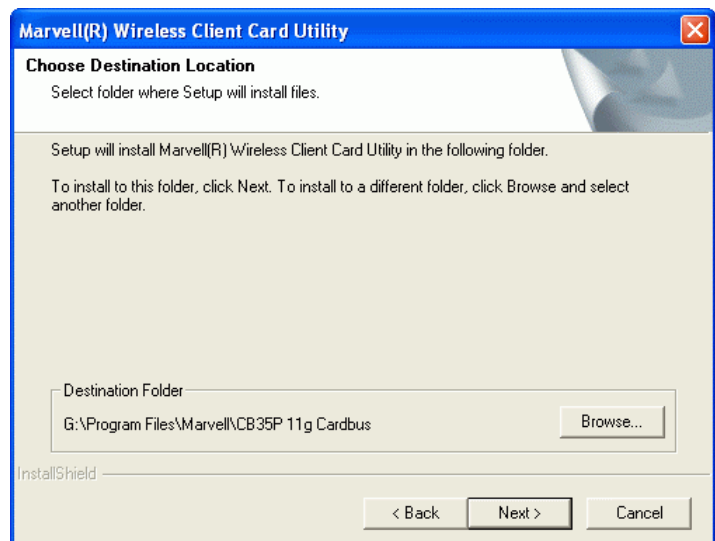 Marvell(R) Wireless Client Card Utility
Choose Destination Location
Select folder where Setup will install files.
Setup will install Marvell(R) Wireless Client Card Utility in the following folder.
To install to this folder, click Next. To install to a different folder, click Browse and select
another folder.
Destination Folder
G:\Program Files\Marvell\CB35P 11g Cardbus
Browse...
InstallShield
< Back
Next >
Cancel